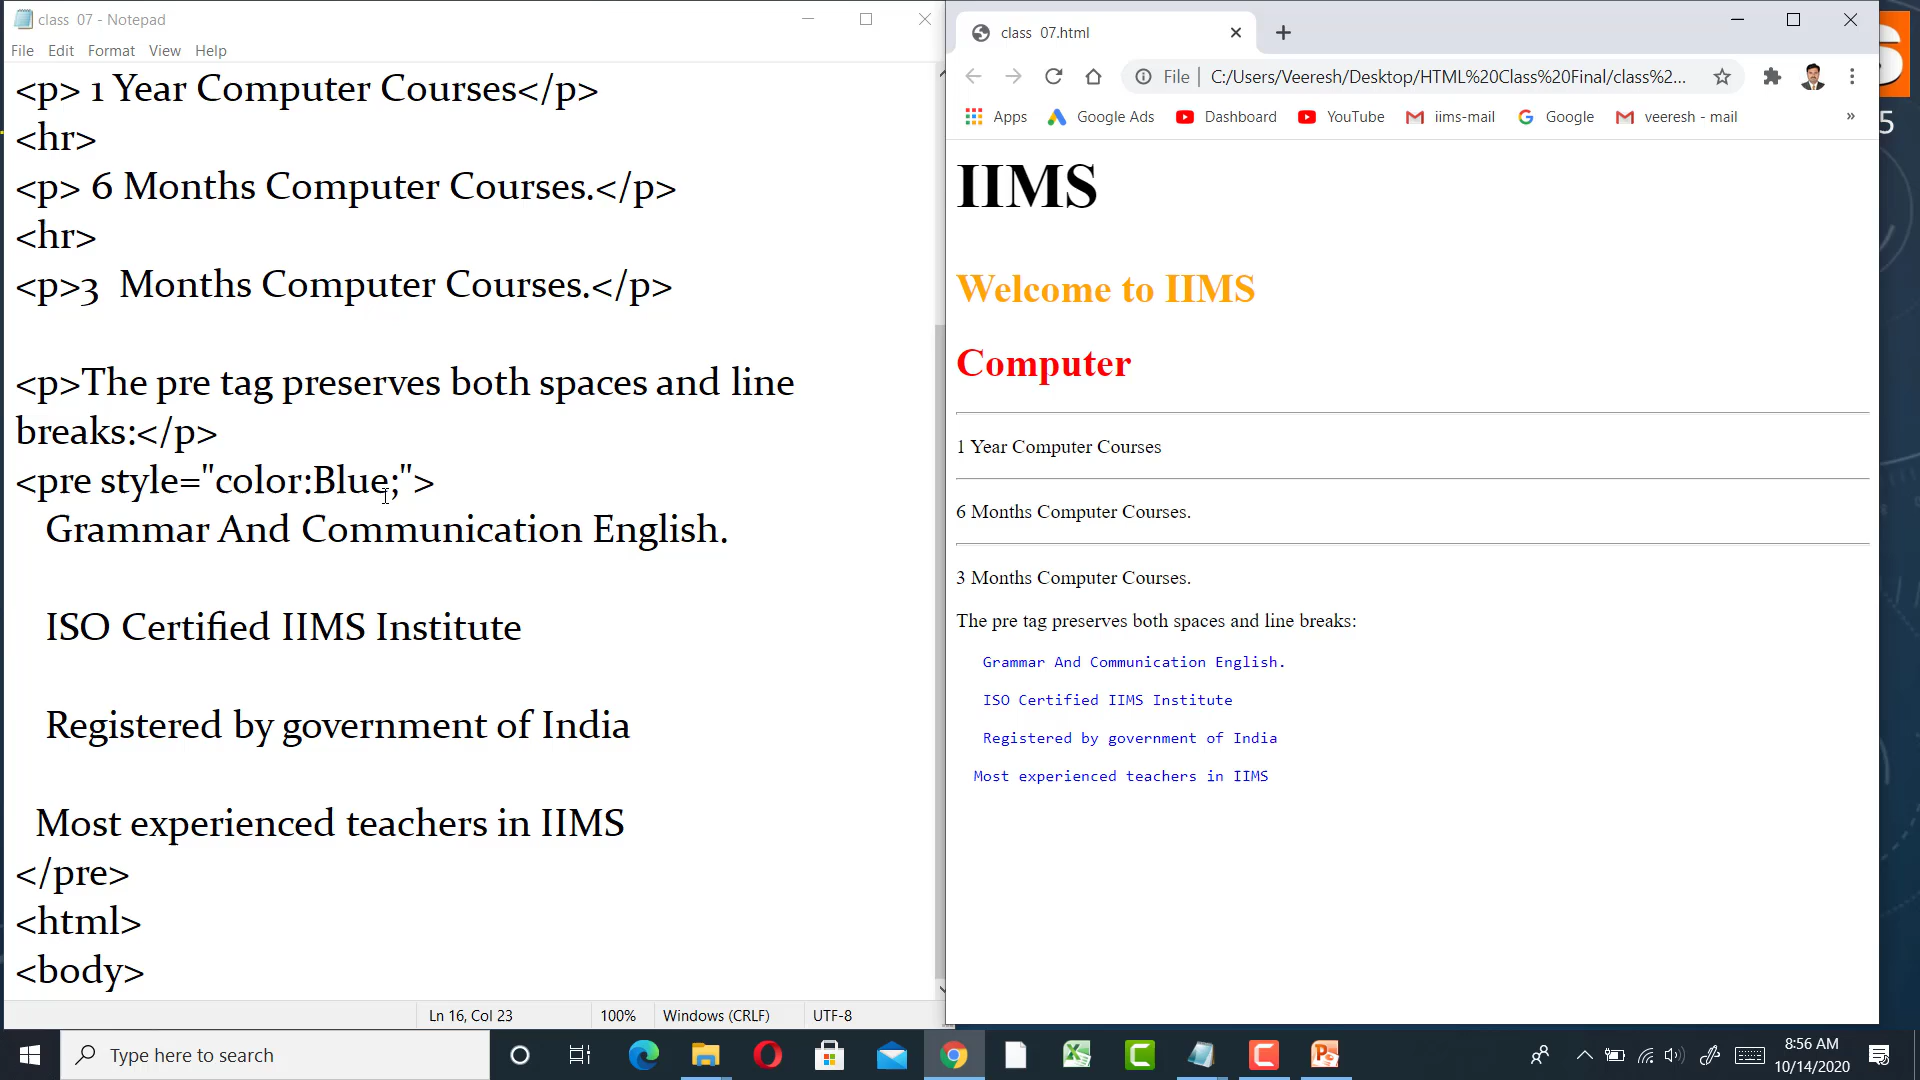 class 07 - Notepad
File Edit Format View Help
<p> 1 Year Computer Courses</p>
<hr>
<p> 6 Months Computer Courses.</p>
<hr>
<p>3  Months Computer Courses.</p>
<p>The pre tag preserves both spaces and line
breaks:</p>
<pre style="color:Blue;">
Grammar And Communication English.
ISO Certified IIMS Institute
Registered by government of India
Most experienced teachers in IIMS
</pre>
<html>
<body>
Ln 16, Col 23 100% Windows (CRLF) UTF-8
class 07.html
File C:/Users/Veeresh/Desktop/HTML%20Class%20Final/class%2...
Apps Google Ads Dashboard YouTube iims-mail Google veeresh - mail »
IIMS
Welcome to IIMS
Computer
1 Year Computer Courses
6 Months Computer Courses.
3 Months Computer Courses.
The pre tag preserves both spaces and line breaks:
Grammar And Communication English.
ISO Certified IIMS Institute
Registered by government of India
Most experienced teachers in IIMS
S
5
Type here to search
8:56 AM
10/14/2020